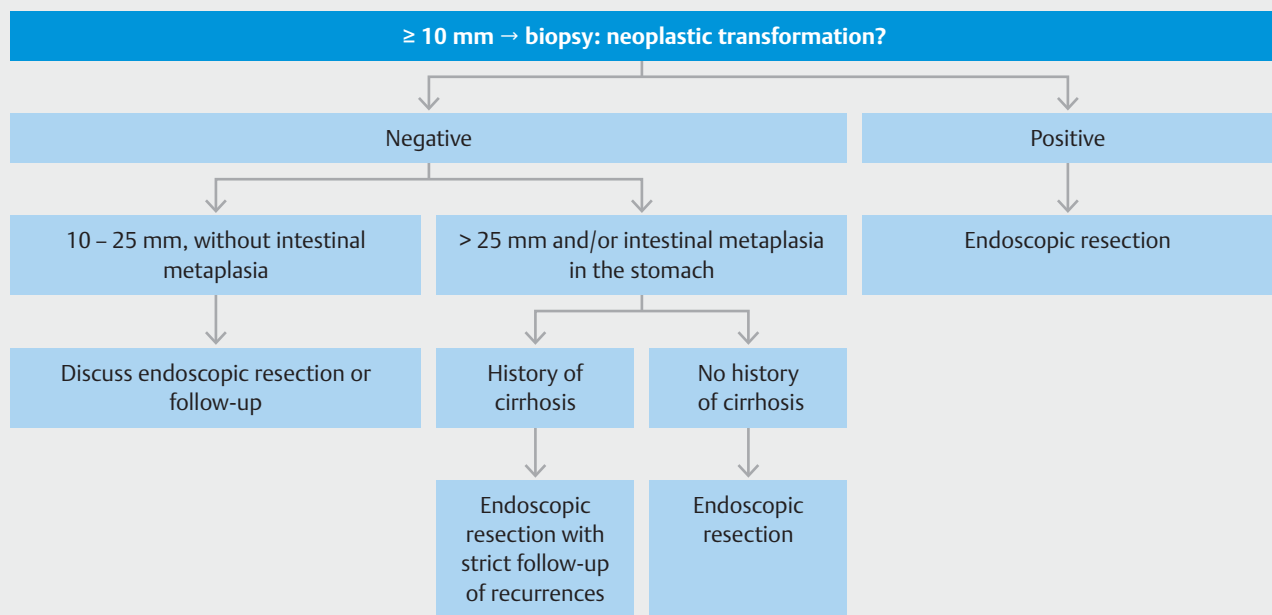 ≥ 10 mm → biopsy: neoplastic transformation?
Negative
Positive
10 – 25 mm, without intestinal
metaplasia
> 25 mm and/or intestinal metaplasia
in the stomach
Endoscopic resection
Discuss endoscopic resection or
follow-up
History of
cirrhosis
No history
of cirrhosis
Endoscopic
resection with
strict follow-up
of recurrences
Endoscopic
resection